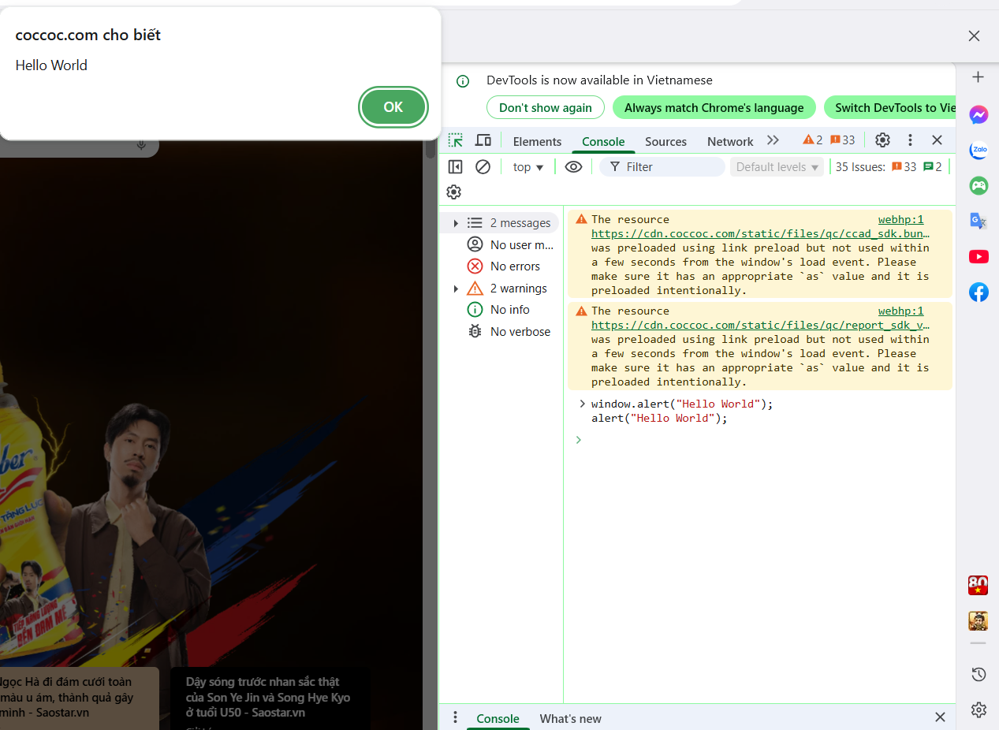 coccoc.com cho biết
Hello World
OK
DevTools is now available in Vietnamese
Don't show again
Always match Chrome's language
Switch DevTools to Vie
Elements
Console
Sources
Network
2
33
top
Filter
Default levels
35 Issues:
33
2
2 messages
No user m...
No errors
2 warnings
No info
No verbose
The resource webhp:1
https://cdn.coccoc.com/static/files/qc/ccad_sdk.bun…
was preloaded using link preload but not used within
a few seconds from the window's load event. Please
make sure it has an appropriate `as` value and it is
preloaded intentionally.
The resource webhp:1
https://cdn.coccoc.com/static/files/qc/report_sdk_v…
was preloaded using link preload but not used within
a few seconds from the window's load event. Please
make sure it has an appropriate `as` value and it is
preloaded intentionally.
window.alert("Hello World");
alert("Hello World");
Zalo
80
ber
TĂNG LỰC
TIẾP NĂNG LƯỢNG
BỀN ĐAM MÊ
Ngọc Hà đi đám cưới toàn
màu u ám, thành quả gây
mình - Saostar.vn
Dậy sóng trước nhan sắc thật
của Son Ye Jin và Song Hye Kyo
ở tuổi U50 - Saostar.vn
Console
What's new